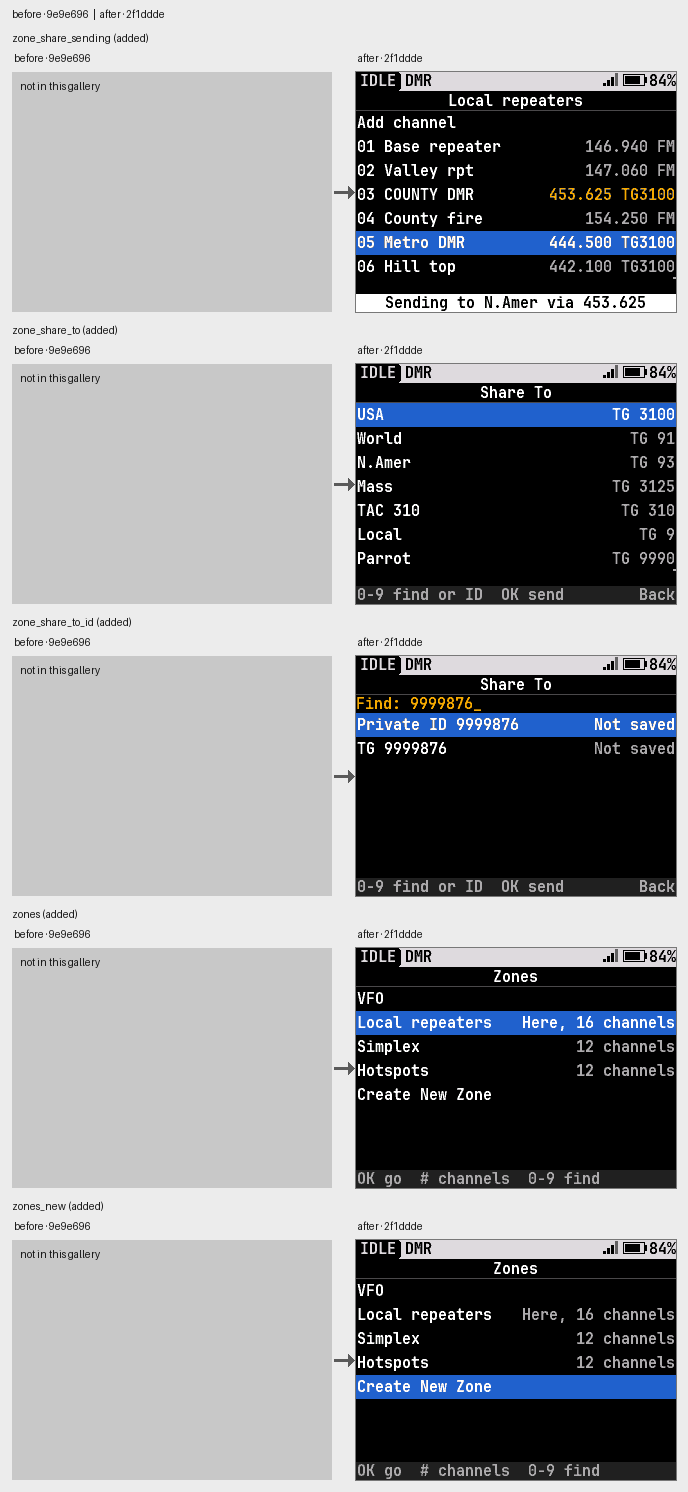 before · 9e9e696 | after · 2f1ddde
zone_share_sending (added)
before · 9e9e696
after · 2f1ddde
not in this gallery
IDLE DMR 84%
Local repeaters
Add channel
01 Base repeater 146.940 FM
02 Valley rpt 147.060 FM
03 COUNTY DMR 453.625 TG3100
04 County fire 154.250 FM
05 Metro DMR 444.500 TG3100
06 Hill top 442.100 TG3100
Sending to N.Amer via 453.625
zone_share_to (added)
before · 9e9e696
after · 2f1ddde
not in this gallery
IDLE DMR 84%
Share To
USA TG 3100
World TG 91
N.Amer TG 93
Mass TG 3125
TAC 310 TG 310
Local TG 9
Parrot TG 9990
0-9 find or ID OK send Back
zone_share_to_id (added)
before · 9e9e696
after · 2f1ddde
not in this gallery
IDLE DMR 84%
Share To
Find: 9999876_
Private ID 9999876 Not saved
TG 9999876 Not saved
0-9 find or ID OK send Back
zones (added)
before · 9e9e696
after · 2f1ddde
not in this gallery
IDLE DMR 84%
Zones
VFO
Local repeaters Here, 16 channels
Simplex 12 channels
Hotspots 12 channels
Create New Zone
OK go # channels 0-9 find
zones_new (added)
before · 9e9e696
after · 2f1ddde
not in this gallery
IDLE DMR 84%
Zones
VFO
Local repeaters Here, 16 channels
Simplex 12 channels
Hotspots 12 channels
Create New Zone
OK go # channels 0-9 find